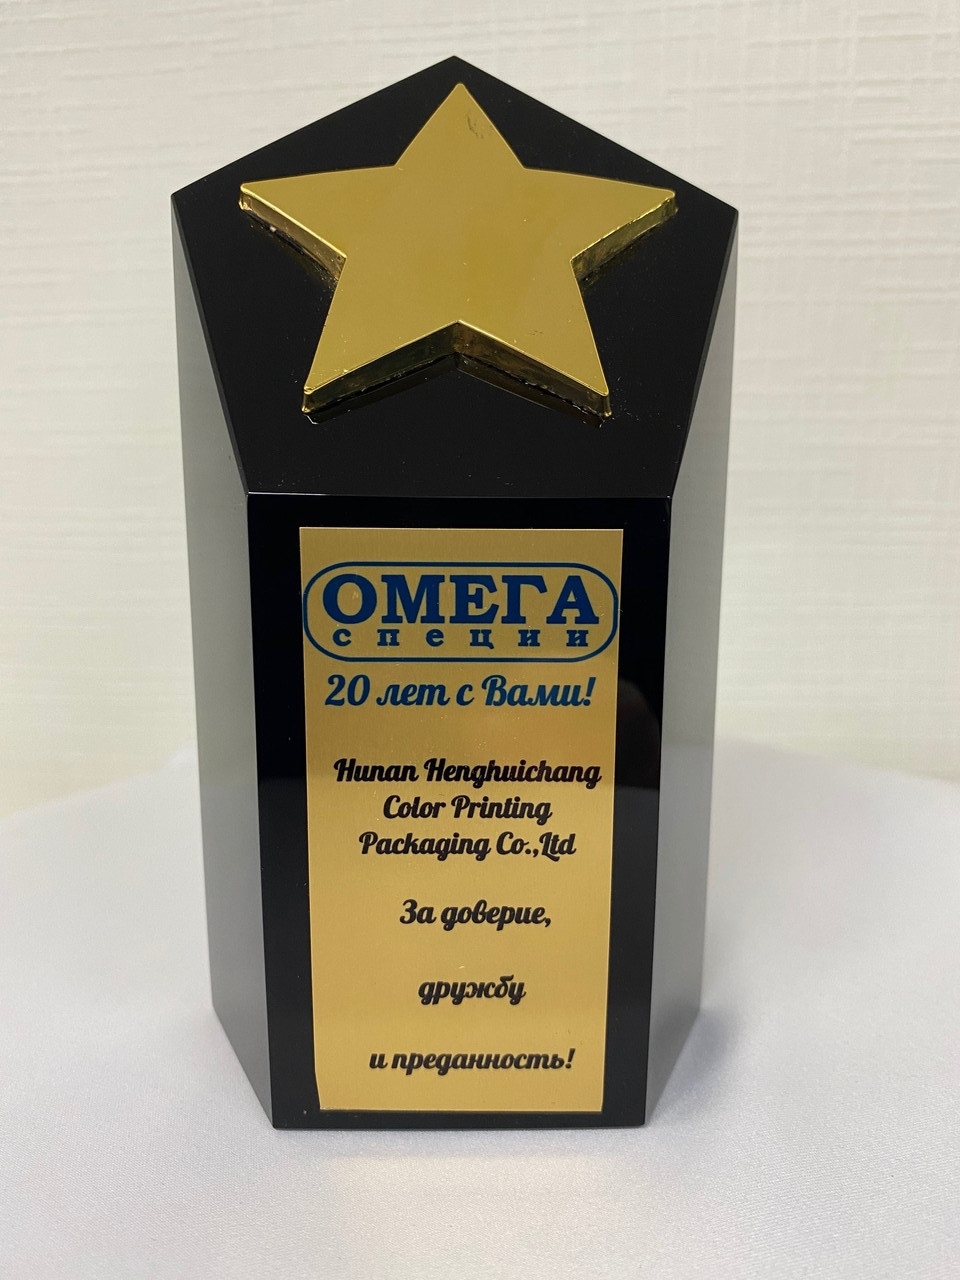 ОМЕГА
специи
20 лет с Вами!
Hunan Henghuichang
Color Printing
Packaging Co.,Ltd
За доверие,
дружбу
и преданность!